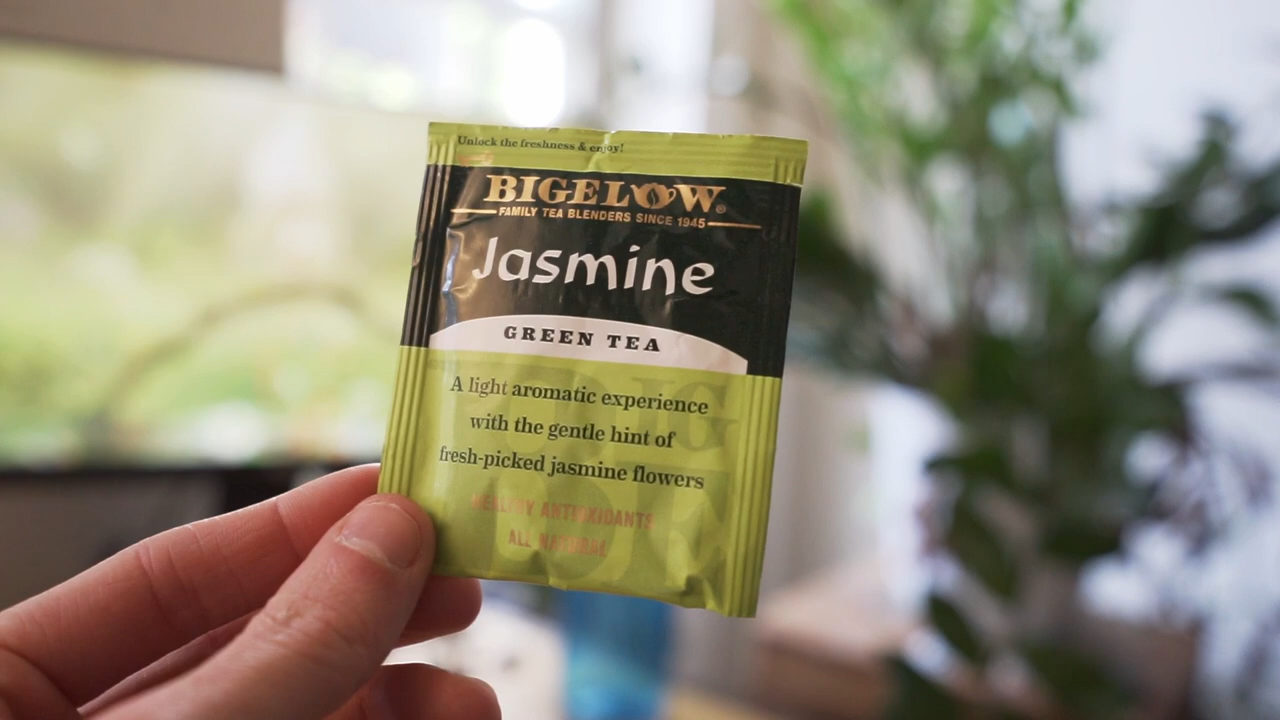 Unlock the freshness & enjoy!
BIGELOW®
FAMILY TEA BLENDERS SINCE 1945
Jasmine
GREEN TEA
A light aromatic experience
with the gentle hint of
fresh-picked jasmine flowers
HEALTHY ANTIOXIDANTS
ALL NATURAL